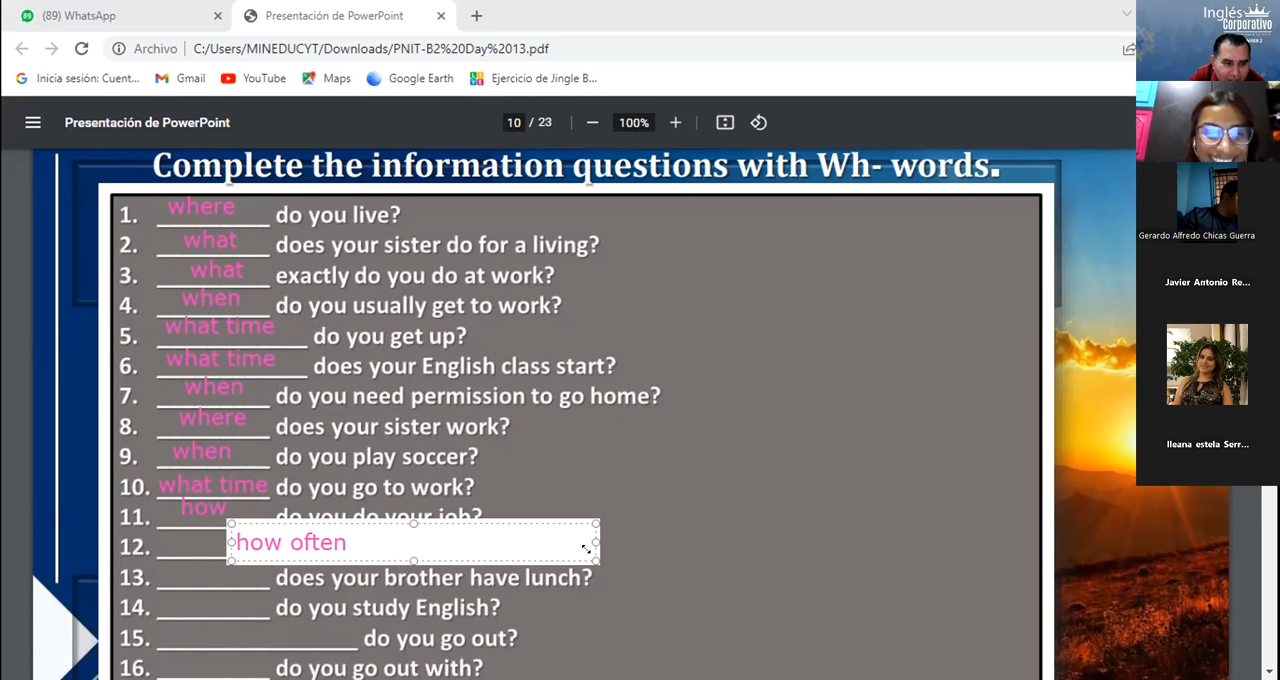 (89) WhatsApp
Presentación de PowerPoint
Archivo C:/Users/MINEDUCYT/Downloads/PNIT-B2%20Day%2013.pdf
Inicia sesión: Cuent... Gmail YouTube Maps Google Earth Ejercicio de Jingle B...
Presentación de PowerPoint 10 / 23 100%
Complete the information questions with Wh- words.
1. where do you live?
2. what does your sister do for a living?
3. what exactly do you do at work?
4. when do you usually get to work?
5. what time do you get up?
6. what time does your English class start?
7. when do you need permission to go home?
8. where does your sister work?
9. when do you play soccer?
10. what time do you go to work?
11. how do you do your job?
12. how often
13. does your brother have lunch?
14. do you study English?
15. do you go out?
16. do you go out with?
Inglés
Corporativo
Gerardo Alfredo Chicas Guerra
Javier Antonio Re...
Ileana estela Serr...